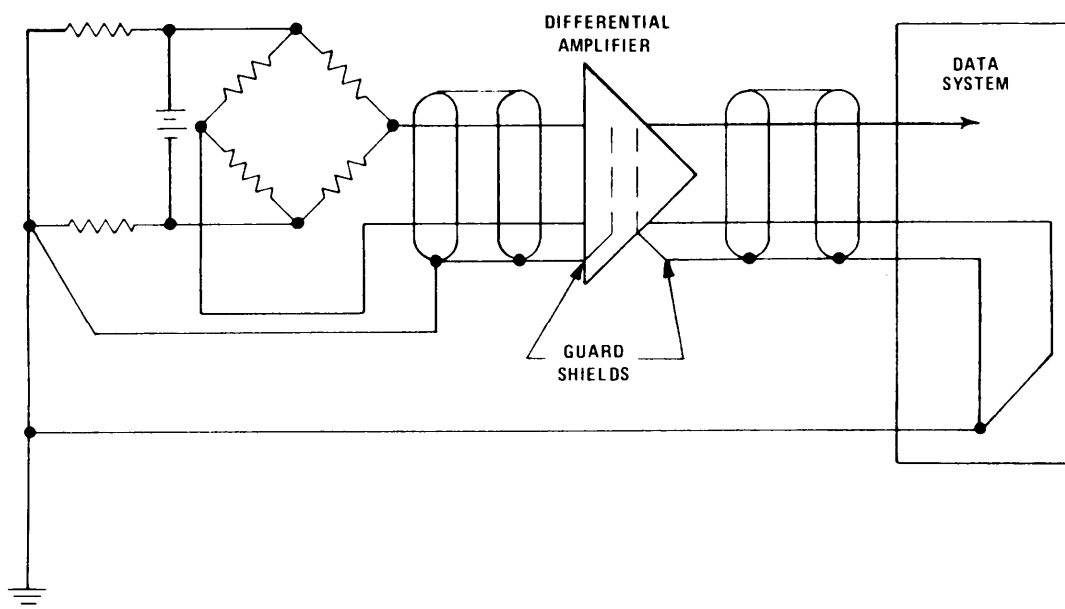 DIFFERENTIAL
AMPLIFIER
DATA
SYSTEM
GUARD
SHIELDS